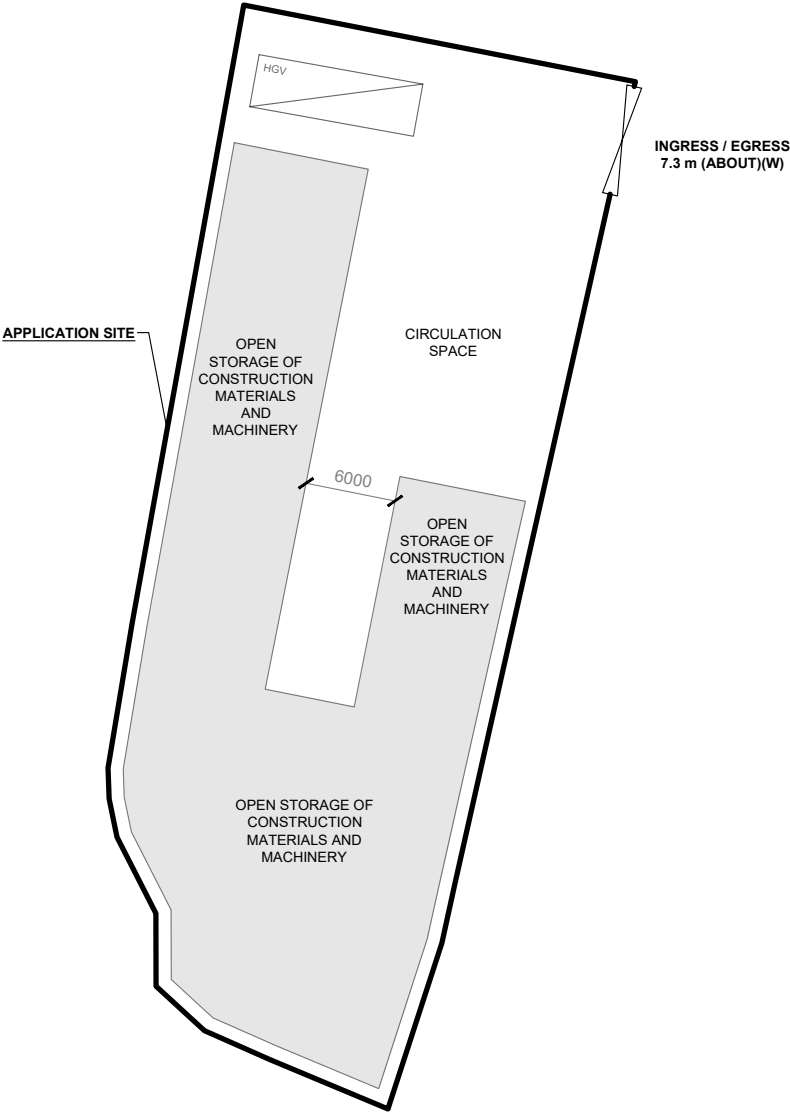 HGV
INGRESS / EGRESS
7.3 m (ABOUT)(W)
APPLICATION SITE
CIRCULATION
SPACE
OPEN
STORAGE OF
CONSTRUCTION
MATERIALS
AND
MACHINERY
6000
OPEN
STORAGE OF
CONSTRUCTION
MATERIALS
AND
MACHINERY
OPEN STORAGE OF
CONSTRUCTION
MATERIALS AND
MACHINERY